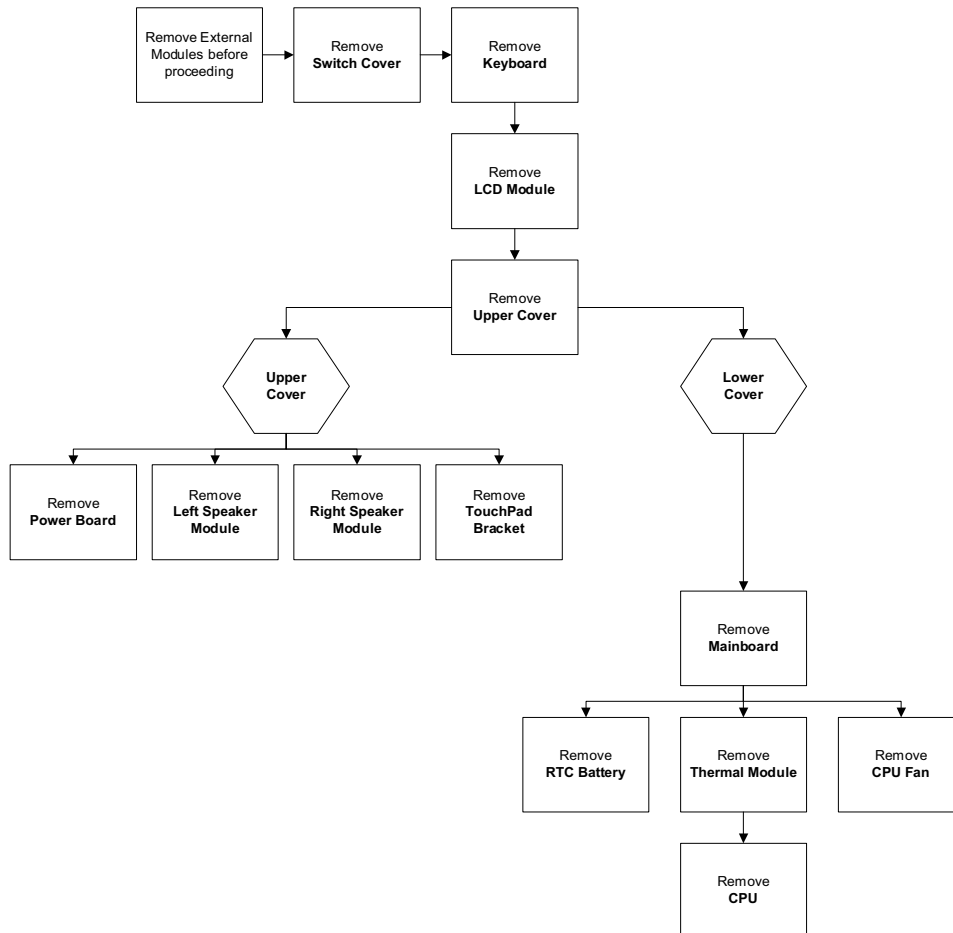 Remove External
Modules before
proceeding
Remove
Switch Cover
Remove
Keyboard
Remove
LCD Module
Remove
Upper Cover
Upper
Cover
Lower
Cover
Remove
Power Board
Remove
Left Speaker
Module
Remove
Right Speaker
Module
Remove
TouchPad
Bracket
Remove
Mainboard
Remove
RTC Battery
Remove
Thermal Module
Remove
CPU Fan
Remove
CPU